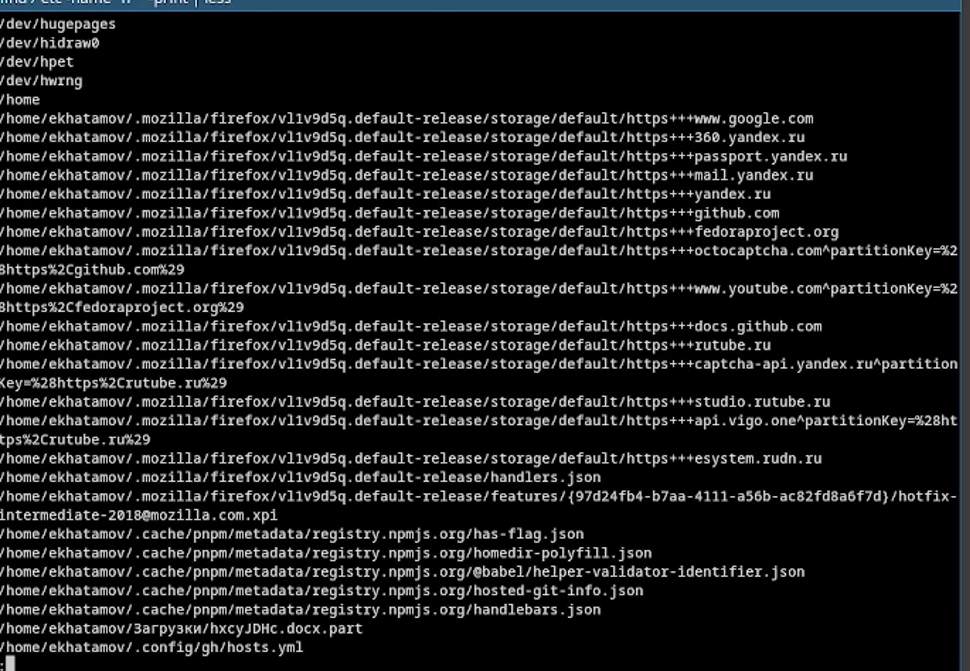 find / etc -name "h*" -print | less
/dev/hugepages
/dev/hidraw0
/dev/hpet
/dev/hwrng
/home
/home/ekhatamov/.mozilla/firefox/vl1v9d5q.default-release/storage/default/https+++www.google.com
/home/ekhatamov/.mozilla/firefox/vl1v9d5q.default-release/storage/default/https+++360.yandex.ru
/home/ekhatamov/.mozilla/firefox/vl1v9d5q.default-release/storage/default/https+++passport.yandex.ru
/home/ekhatamov/.mozilla/firefox/vl1v9d5q.default-release/storage/default/https+++mail.yandex.ru
/home/ekhatamov/.mozilla/firefox/vl1v9d5q.default-release/storage/default/https+++yandex.ru
/home/ekhatamov/.mozilla/firefox/vl1v9d5q.default-release/storage/default/https+++github.com
/home/ekhatamov/.mozilla/firefox/vl1v9d5q.default-release/storage/default/https+++fedoraproject.org
/home/ekhatamov/.mozilla/firefox/vl1v9d5q.default-release/storage/default/https+++octocaptcha.com^partitionKey=%2
8https%2Cgithub.com%29
/home/ekhatamov/.mozilla/firefox/vl1v9d5q.default-release/storage/default/https+++www.youtube.com^partitionKey=%2
8https%2Cfedoraproject.org%29
/home/ekhatamov/.mozilla/firefox/vl1v9d5q.default-release/storage/default/https+++docs.github.com
/home/ekhatamov/.mozilla/firefox/vl1v9d5q.default-release/storage/default/https+++rutube.ru
/home/ekhatamov/.mozilla/firefox/vl1v9d5q.default-release/storage/default/https+++captcha-api.yandex.ru^partition
Key=%28https%2Crutube.ru%29
/home/ekhatamov/.mozilla/firefox/vl1v9d5q.default-release/storage/default/https+++studio.rutube.ru
/home/ekhatamov/.mozilla/firefox/vl1v9d5q.default-release/storage/default/https+++api.vigo.one^partitionKey=%28ht
tps%2Crutube.ru%29
/home/ekhatamov/.mozilla/firefox/vl1v9d5q.default-release/storage/default/https+++esystem.rudn.ru
/home/ekhatamov/.mozilla/firefox/vl1v9d5q.default-release/handlers.json
/home/ekhatamov/.mozilla/firefox/vl1v9d5q.default-release/features/{97d24fb4-b7aa-4111-a56b-ac82fd8a6f7d}/hotfix-
intermediate-2018@mozilla.com.xpi
/home/ekhatamov/.cache/pnpm/metadata/registry.npmjs.org/has-flag.json
/home/ekhatamov/.cache/pnpm/metadata/registry.npmjs.org/homedir-polyfill.json
/home/ekhatamov/.cache/pnpm/metadata/registry.npmjs.org/@babel/helper-validator-identifier.json
/home/ekhatamov/.cache/pnpm/metadata/registry.npmjs.org/hosted-git-info.json
/home/ekhatamov/.cache/pnpm/metadata/registry.npmjs.org/handlebars.json
/home/ekhatamov/Загрузки/hxcyJDHc.docx.part
/home/ekhatamov/.config/gh/hosts.yml
: